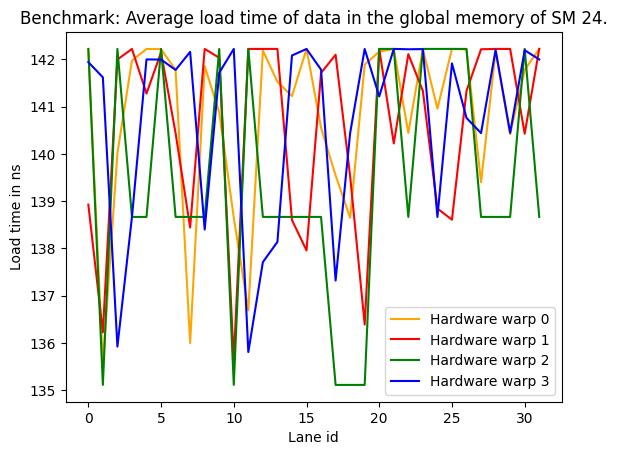 Benchmark: Average load time of data in the global memory of SM 24.
Load time in ns
142
141
140
139
138
137
136
135
Hardware warp 0
Hardware warp 1
Hardware warp 2
Hardware warp 3
0 5 10 15 20 25 30
Lane id